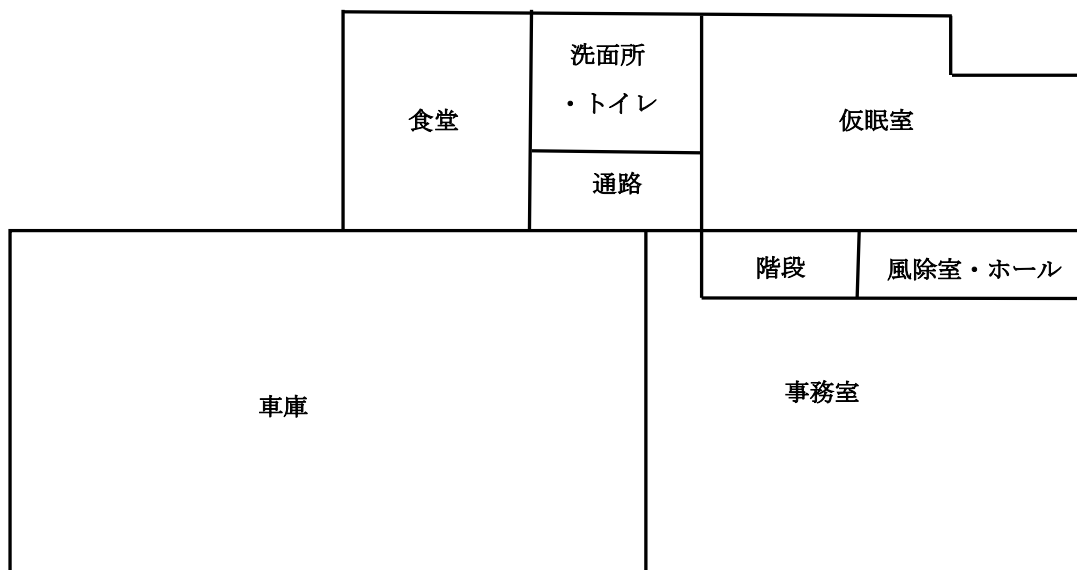 洗面所
・トイレ
食堂
仮眠室
通路
階段
風除室・ホール
事務室
車庫